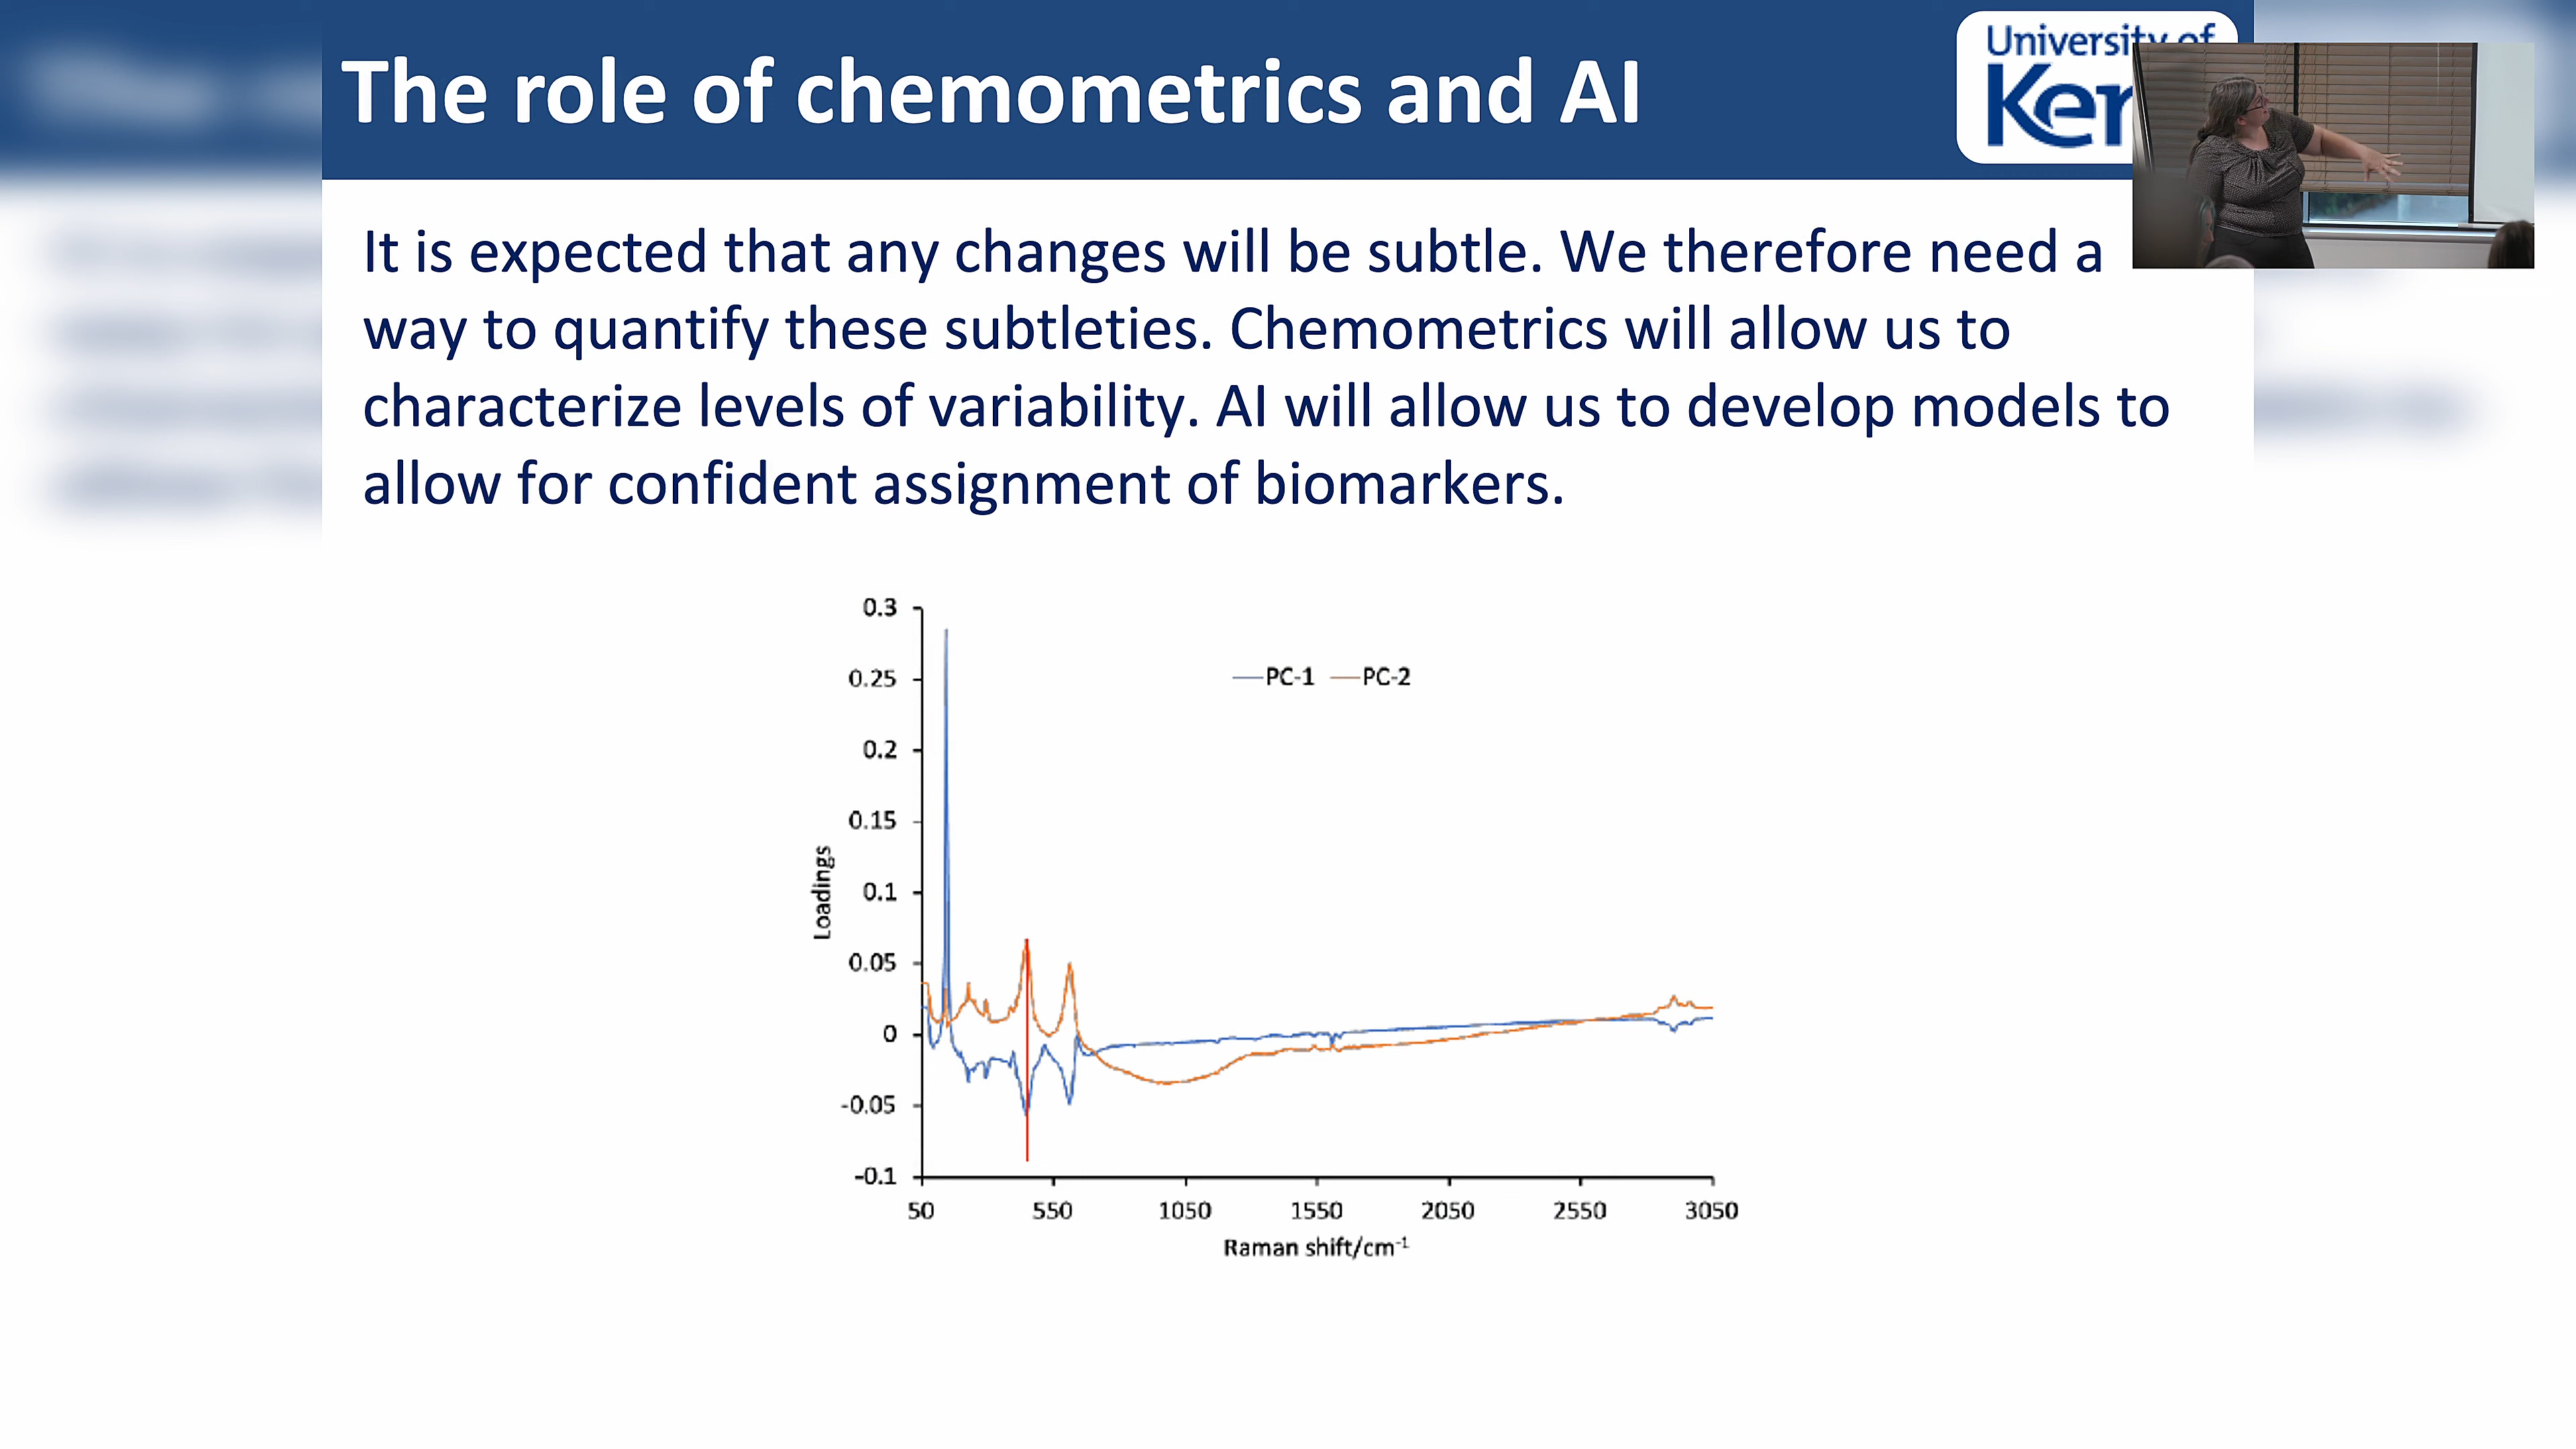 The role of chemometrics and AI
University of
It is expected that any changes will be subtle. We therefore need a
way to quantify these subtleties. Chemometrics will allow us to
characterize levels of variability. AI will allow us to develop models to
allow for confident assignment of biomarkers.
0.3
PC-1 PC-2
0.25
0.2
0.15
0.1
Loadings
0.05
0
-0.05
-0.1
50 550 1050 1550 2050 2550 3050
Raman shift/cm⁻¹